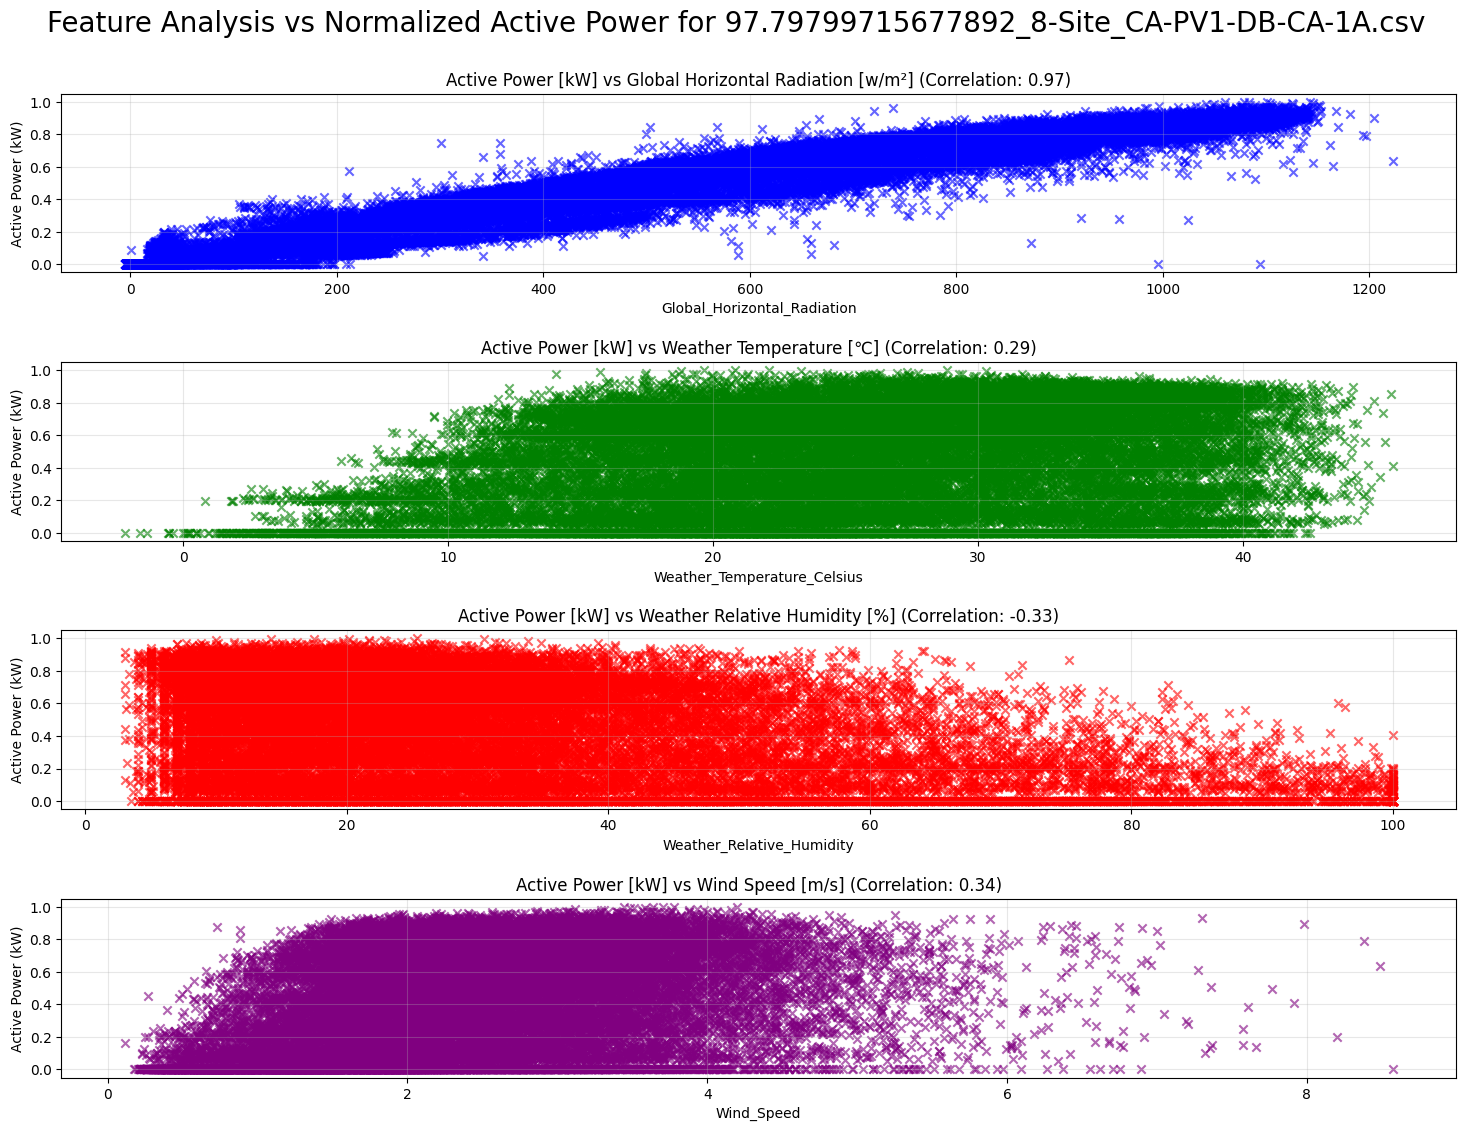 Feature Analysis vs Normalized Active Power for 97.79799715677892_8-Site_CA-PV1-DB-CA-1A.csv
Active Power [kW] vs Global Horizontal Radiation [w/m²] (Correlation: 0.97)
Active Power (kW)
1.0
0.8
0.6
0.4
0.2
0.0
0 200 400 600 800 1000 1200
Global_Horizontal_Radiation
Active Power [kW] vs Weather Temperature [℃] (Correlation: 0.29)
Active Power (kW)
1.0
0.8
0.6
0.4
0.2
0.0
0 10 20 30 40
Weather_Temperature_Celsius
Active Power [kW] vs Weather Relative Humidity [%] (Correlation: -0.33)
Active Power (kW)
1.0
0.8
0.6
0.4
0.2
0.0
0 20 40 60 80 100
Weather_Relative_Humidity
Active Power [kW] vs Wind Speed [m/s] (Correlation: 0.34)
Active Power (kW)
1.0
0.8
0.6
0.4
0.2
0.0
0 2 4 6 8
Wind_Speed